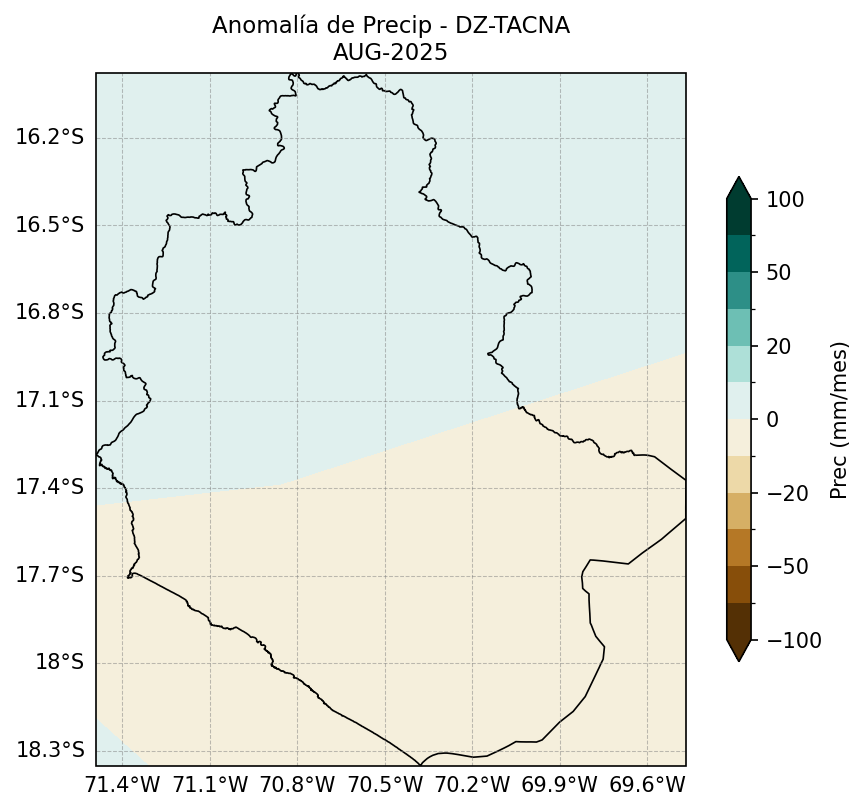 Anomalía de Precip - DZ-TACNA
AUG-2025
16.2°S
16.5°S
16.8°S
17.1°S
17.4°S
17.7°S
18°S
18.3°S
71.4°W 71.1°W 70.8°W 70.5°W 70.2°W 69.9°W 69.6°W
100
50
20
0
−20
−50
−100
Prec (mm/mes)